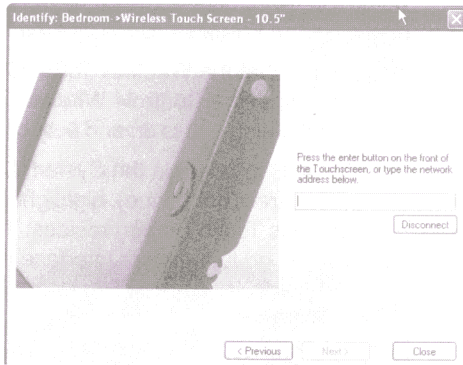 Identify: Bedroom->Wireless Touch Screen - 10.5"
Press the enter button on the front of
the Touchscreen, or type the network
address below.
Disconnect
< Previous
Next >
Close